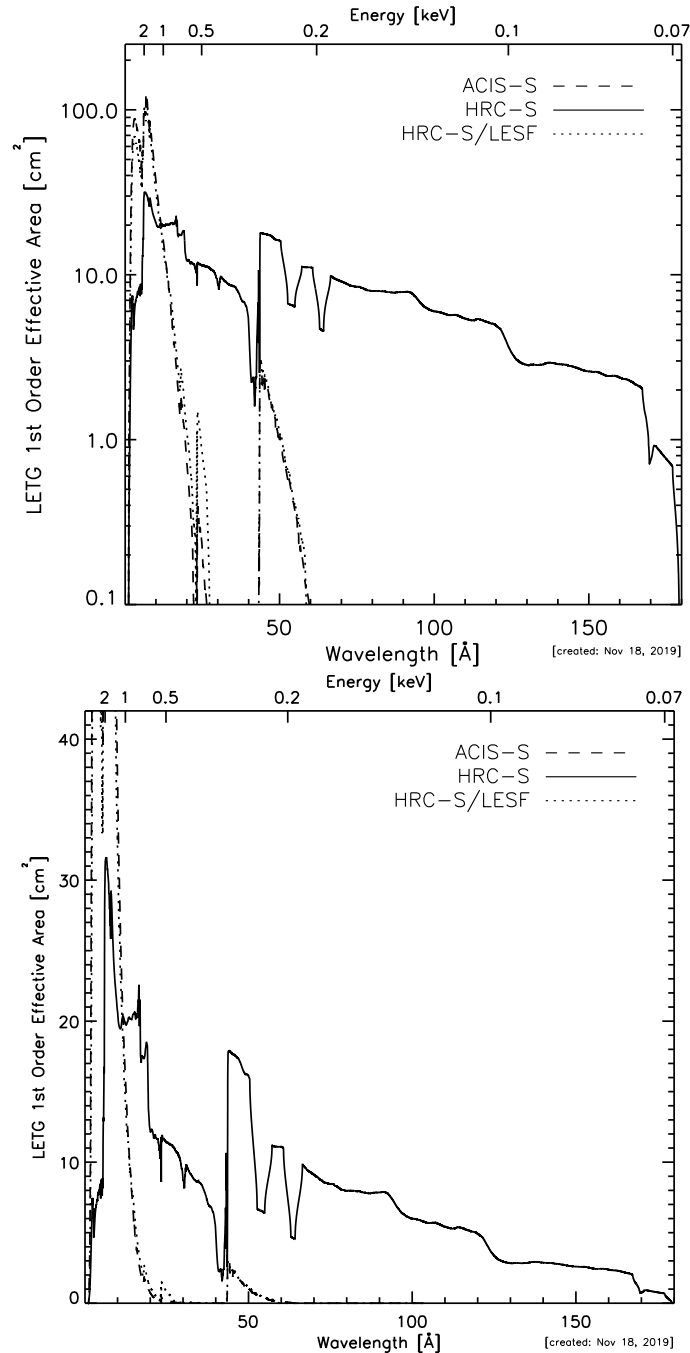 Energy [keV]
2 1 0.5 0.2 0.1 0.07
ACIS-S
HRC-S
HRC-S/LESF
100.0
10.0
1.0
0.1
LETG 1st Order Effective Area [cm²]
50 100 150
Wavelength [Å]
[created: Nov 18, 2019]
Energy [keV]
2 1 0.5 0.2 0.1 0.07
ACIS-S
HRC-S
HRC-S/LESF
40
30
20
10
0
LETG 1st Order Effective Area [cm²]
50 100 150
Wavelength [Å]
[created: Nov 18, 2019]